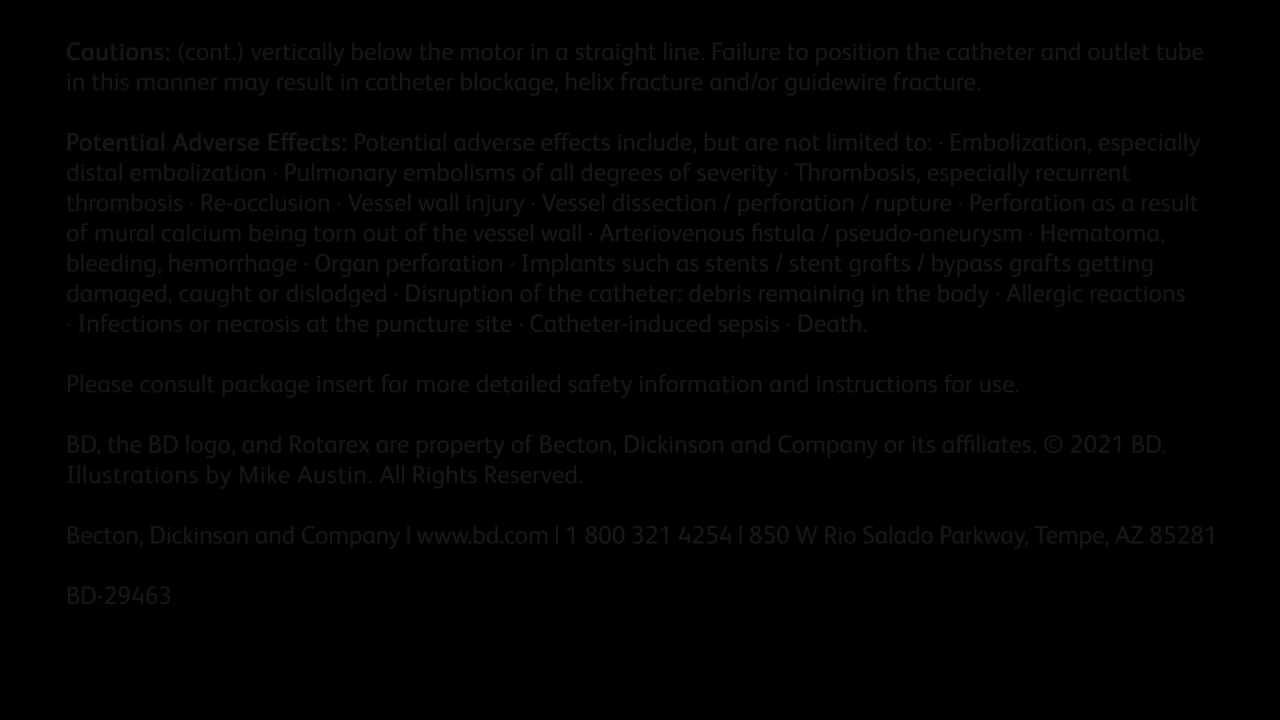 Cautions: (cont.) vertically below the motor in a straight line. Failure to position the catheter and outlet tube
in this manner may result in catheter blockage, helix fracture and/or guidewire fracture.
Potential Adverse Effects: Potential adverse effects include, but are not limited to: · Embolization, especially
distal embolization · Pulmonary embolisms of all degrees of severity · Thrombosis, especially recurrent
thrombosis · Re-occlusion · Vessel wall injury · Vessel dissection / perforation / rupture · Perforation as a result
of mural calcium being torn out of the vessel wall · Arteriovenous fistula / pseudo-aneurysm · Hematoma,
bleeding, hemorrhage · Organ perforation · Implants such as stents / stent grafts / bypass grafts getting
damaged, caught or dislodged · Disruption of the catheter: debris remaining in the body · Allergic reactions
· Infections or necrosis at the puncture site · Catheter-induced sepsis · Death.
Please consult package insert for more detailed safety information and instructions for use.
BD, the BD logo, and Rotarex are property of Becton, Dickinson and Company or its affiliates. © 2021 BD.
Illustrations by Mike Austin. All Rights Reserved.
Becton, Dickinson and Company | www.bd.com | 1 800 321 4254 | 850 W Rio Salado Parkway, Tempe, AZ 85281
BD-29463